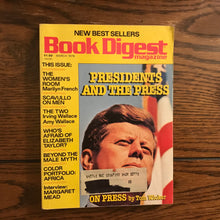 NEW BEST SELLERS
Book Digest
magazine
THIS ISSUE:
THE
WOMEN'S
ROOM
Marilyn French
SCAVULLO
ON MEN
THE TWO
Irving Wallace
Amy Wallace
WHO'S
AFRAID OF
ELIZABETH
TAYLOR?
BEYOND THE
MALE MYTH
COLOR
PORTFOLIO:
AFRICA
Interview:
MARGARET
MEAD
PRESIDENTS
AND THE PRESS
ON PRESS by